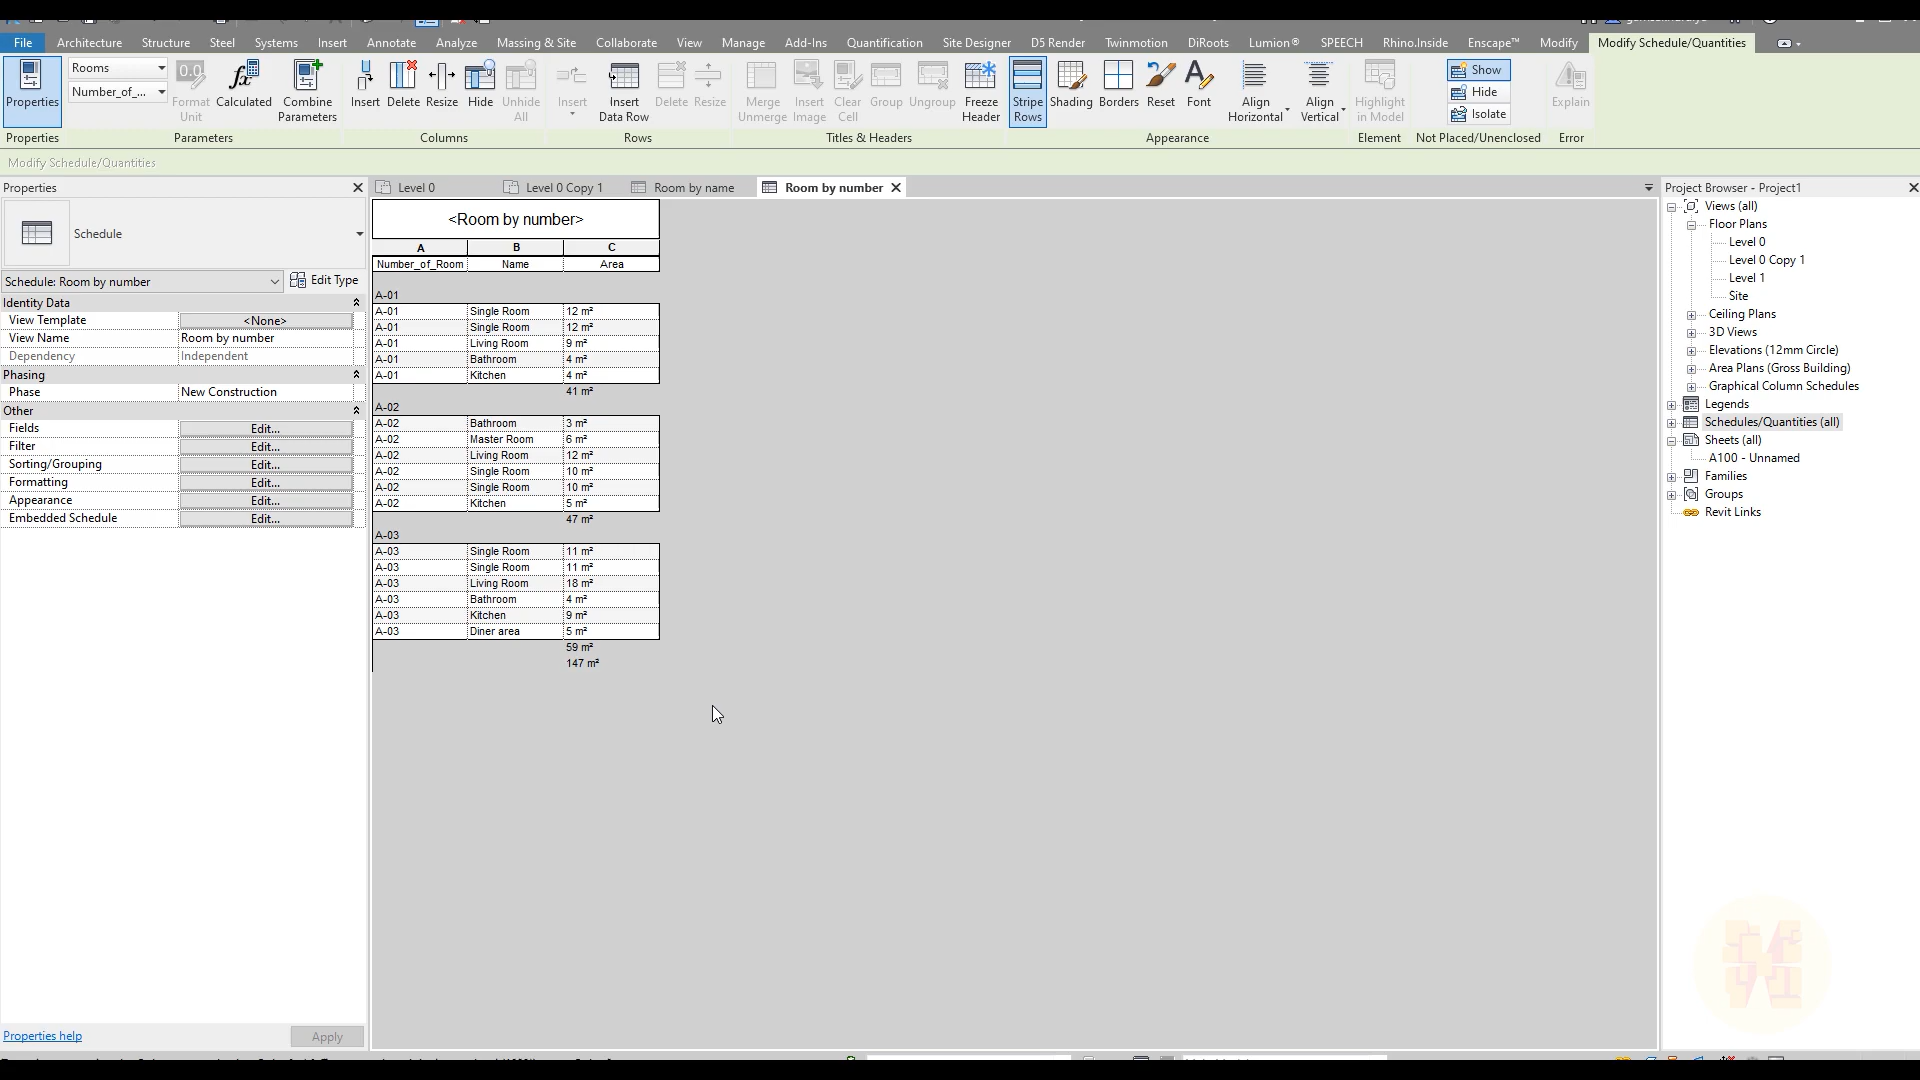 File Architecture Structure Steel Systems Insert Annotate Analyze Massing & Site Collaborate View Manage Add-Ins Quantification Site Designer D5 Render Twinmotion DiRoots Lumion® SPEECH Rhino.Inside Enscape™ Modify Modify Schedule/Quantities
Rooms
Number_of_...
Properties
Format Unit
Calculated
Combine Parameters
Insert
Delete
Resize
Hide
Unhide All
Insert
Insert Data Row
Delete
Resize
Merge Unmerge
Insert Image
Clear Cell
Group
Ungroup
Freeze Header
Stripe Rows
Shading
Borders
Reset
Font
Align Horizontal
Align Vertical
Highlight in Model
Show
Hide
Isolate
Explain
Properties Parameters Columns Rows Titles & Headers Appearance Element Not Placed/Unenclosed Error
Modify Schedule/Quantities
Properties
Schedule
Schedule: Room by number Edit Type
Identity Data
View Template <None>
View Name Room by number
Dependency Independent
Phasing
Phase New Construction
Other
Fields Edit...
Filter Edit...
Sorting/Grouping Edit...
Formatting Edit...
Appearance Edit...
Embedded Schedule Edit...
Properties help Apply
Level 0 Level 0 Copy 1 Room by name Room by number
<Room by number>
A B C
Number_of_Room Name Area
A-01
A-01 Single Room 12 m²
A-01 Single Room 12 m²
A-01 Living Room 9 m²
A-01 Bathroom 4 m²
A-01 Kitchen 4 m²
41 m²
A-02
A-02 Bathroom 3 m²
A-02 Master Room 6 m²
A-02 Living Room 12 m²
A-02 Single Room 10 m²
A-02 Single Room 10 m²
A-02 Kitchen 5 m²
47 m²
A-03
A-03 Single Room 11 m²
A-03 Single Room 11 m²
A-03 Living Room 18 m²
A-03 Bathroom 4 m²
A-03 Kitchen 9 m²
A-03 Diner area 5 m²
59 m²
147 m²
Project Browser - Project1
Views (all)
Floor Plans
Level 0
Level 0 Copy 1
Level 1
Site
Ceiling Plans
3D Views
Elevations (12mm Circle)
Area Plans (Gross Building)
Graphical Column Schedules
Legends
Schedules/Quantities (all)
Sheets (all)
A100 - Unnamed
Families
Groups
Revit Links